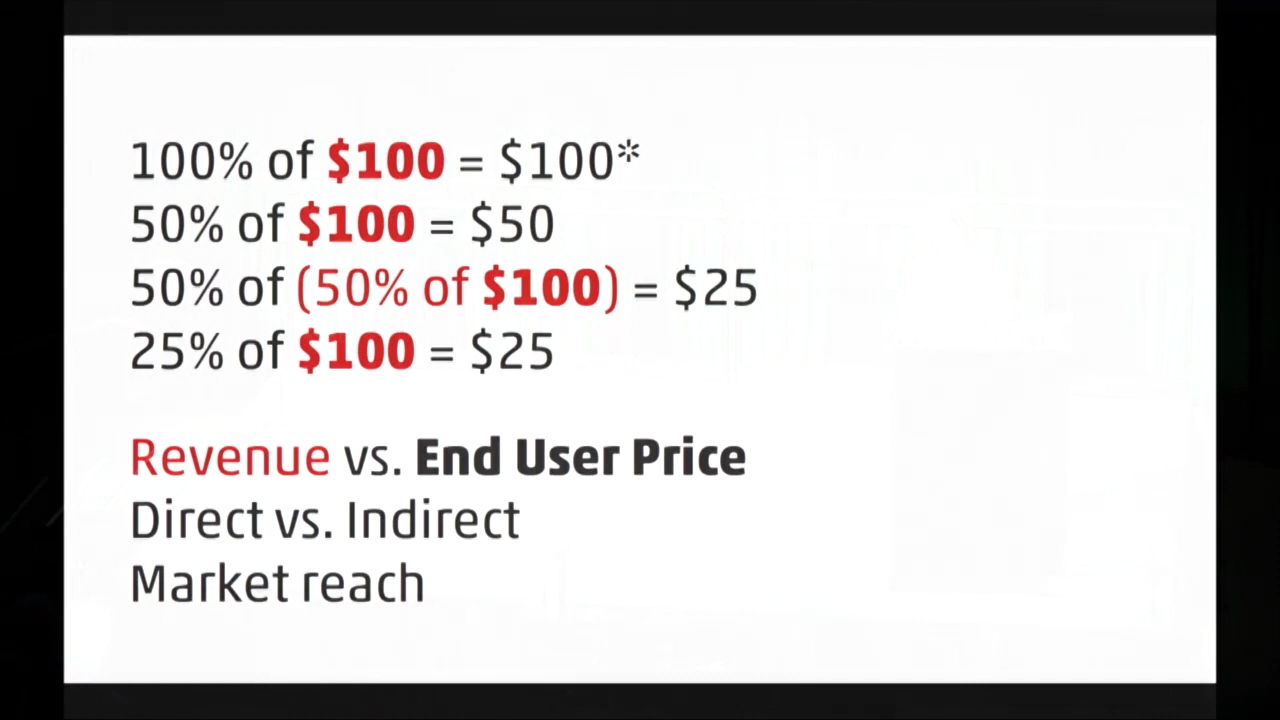 100% of $100 = $100*
50% of $100 = $50
50% of (50% of $100) = $25
25% of $100 = $25
Revenue vs. End User Price
Direct vs. Indirect
Market reach